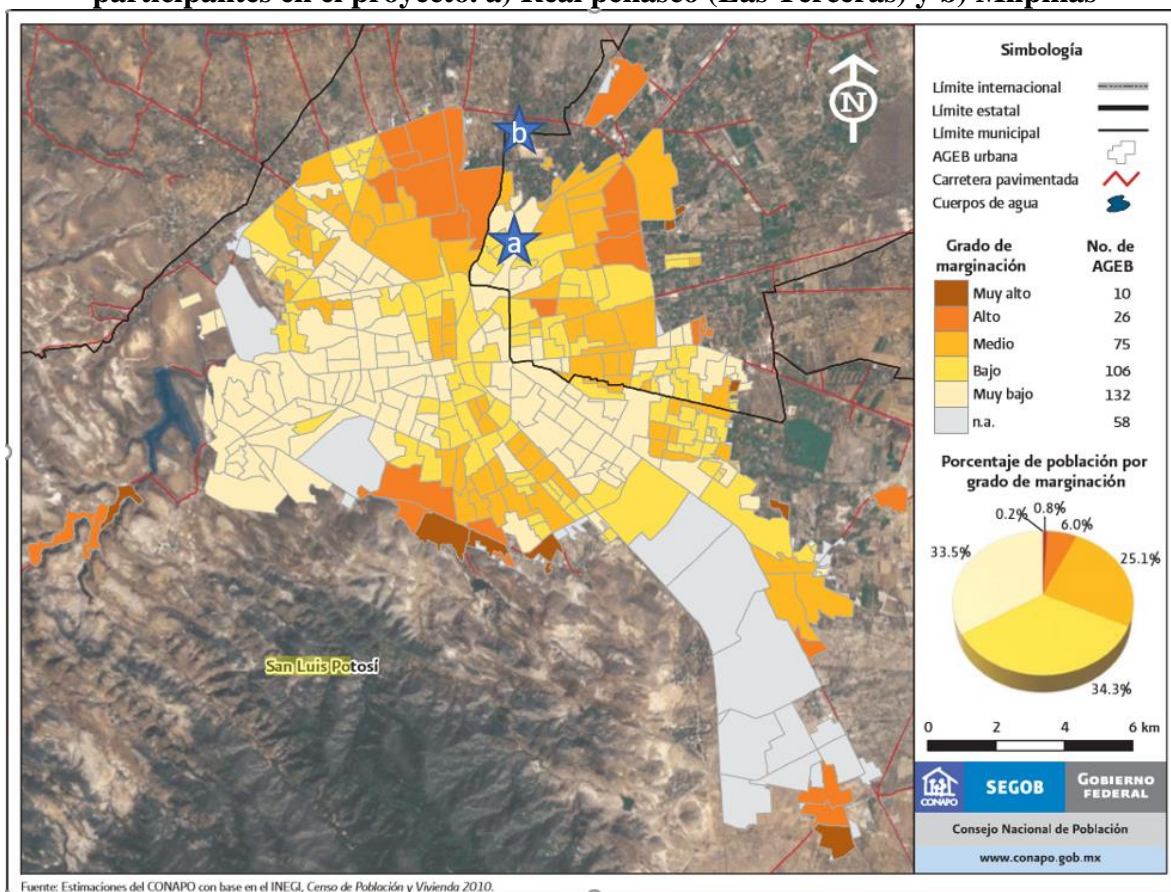 participantes en el proyecto. a) Real peñasco (Las Terceras) y b) Milpillas
b
a
N
San Luis Potosí
Simbología
Límite internacional
Límite estatal
Límite municipal
AGEB urbana
Carretera pavimentada
Cuerpos de agua
Grado de marginación
No. de AGEB
Muy alto 10
Alto 26
Medio 75
Bajo 106
Muy bajo 132
n.a. 58
Porcentaje de población por
grado de marginación
0.2%
0.8%
6.0%
33.5%
25.1%
34.3%
0 2 4 6 km
CONAPO
SEGOB
GOBIERNO
FEDERAL
Consejo Nacional de Población
www.conapo.gob.mx
Fuente: Estimaciones del CONAPO con base en el INEGI, Censo de Población y Vivienda 2010.